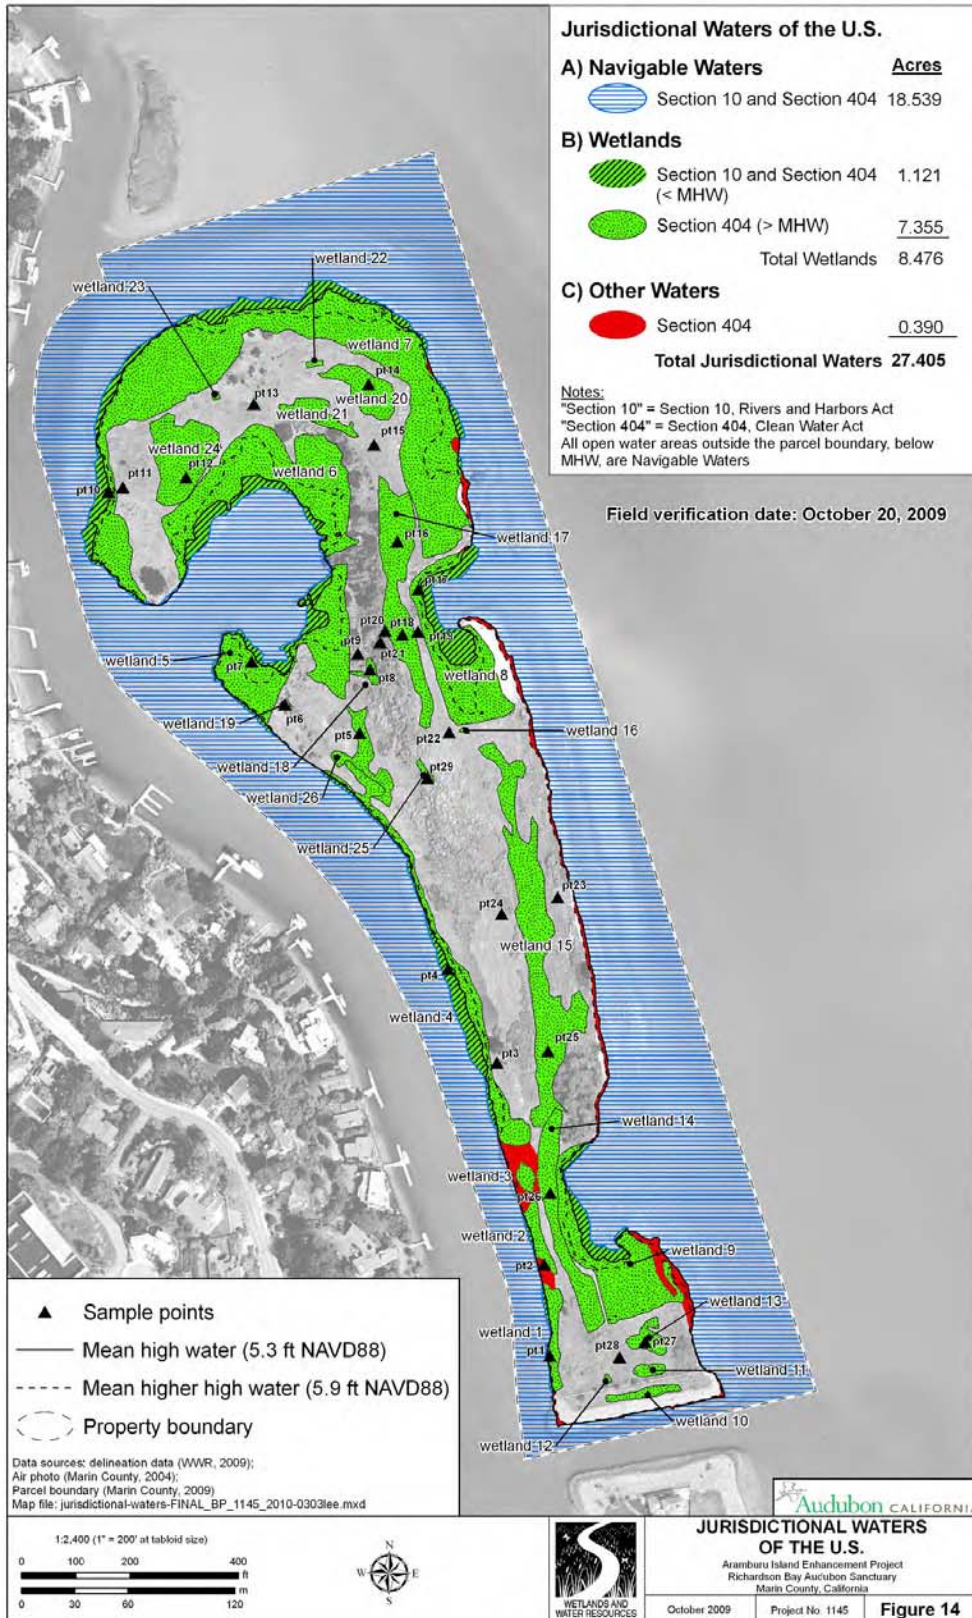 Jurisdictional Waters of the U.S.
A) Navigable Waters Acres
Section 10 and Section 404 18.539
B) Wetlands
Section 10 and Section 404 1.121
(< MHW)
Section 404 (> MHW) 7.355
Total Wetlands 8.476
C) Other Waters
Section 404 0.390
Total Jurisdictional Waters 27.405
Notes:
"Section 10" = Section 10, Rivers and Harbors Act
"Section 404" = Section 404, Clean Water Act
All open water areas outside the parcel boundary, below
MHW, are Navigable Waters
Field verification date: October 20, 2009
wetland 22
wetland 23
wetland 7
pt14
wetland 20
pt13
wetland 21
pt15
wetland 24
pt12
wetland 6
pt11
pt10
wetland 17
pt16
pt17
pt20
pt18
pt19
pt9
pt21
wetland 5
pt7
pt8
wetland 8
wetland 19
pt6
pt5
pt22
wetland 16
wetland 18
pt29
wetland 26
wetland 25
pt23
pt24
wetland 15
pt4
wetland 4
pt25
pt3
wetland 14
wetland 3
pt26
wetland 2
wetland 9
pt2
wetland 13
wetland 1
pt27
pt1
pt28
wetland 11
wetland 10
wetland 12
Sample points
Mean high water (5.3 ft NAVD88)
Mean higher high water (5.9 ft NAVD88)
Property boundary
Data sources: delineation data (WWR, 2009);
Air photo (Marin County, 2004);
Parcel boundary (Marin County, 2009)
Map file: jurisdictional-waters-FINAL_BP_1145_2010-0303lee.mxd
Audubon CALIFORNIA
1:2,400 (1" = 200' at tabloid size)
0 100 200 400
ft
m
0 30 60 120
N
W E
S
WETLANDS AND
WATER RESOURCES
JURISDICTIONAL WATERS
OF THE U.S.
Aramburu Island Enhancement Project
Richardson Bay Audubon Sanctuary
Marin County, California
October 2009 Project No. 1145 Figure 14